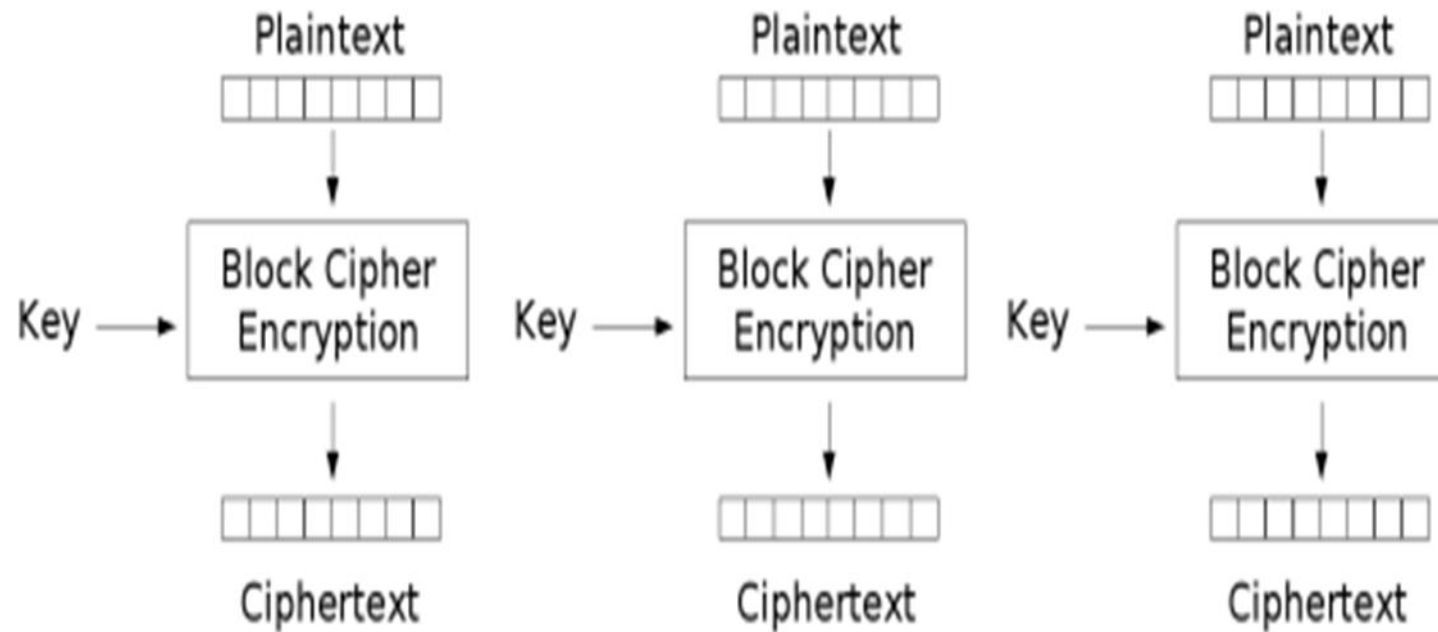 Plaintext Plaintext Plaintext
Block Cipher Block Cipher Block Cipher
Key Encryption Key Encryption Key Encryption
Ciphertext Ciphertext Ciphertext